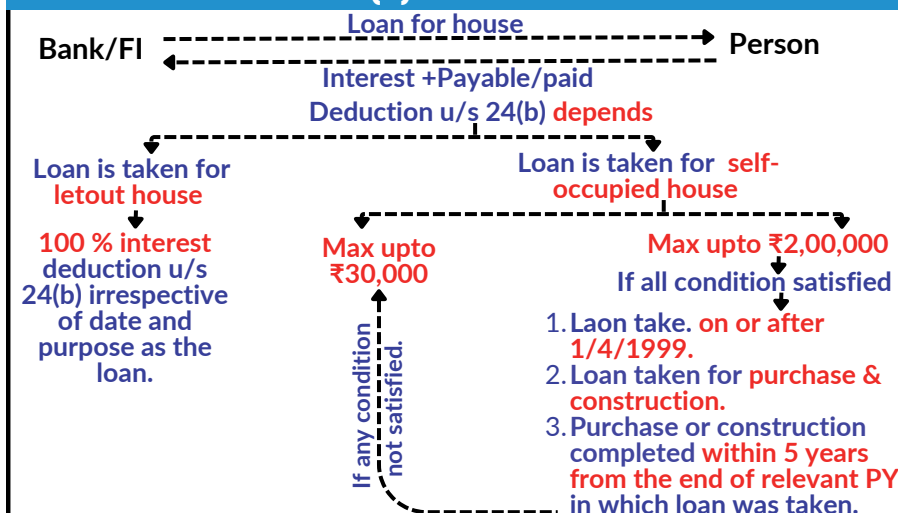 Loan for house
Bank/FI
Person
Interest +Payable/paid
Deduction u/s 24(b) depends
Loan is taken for
letout house
100 % interest
deduction u/s
24(b) irrespective
of date and
purpose as the
loan.
Loan is taken for self-
occupied house
Max upto
₹30,000
If any condition
not satisfied.
Max upto ₹2,00,000
If all condition satisfied
1. Laon take. on or after
1/4/1999.
2. Loan taken for purchase &
construction.
3. Purchase or construction
completed within 5 years
from the end of relevant PY
in which loan was taken.